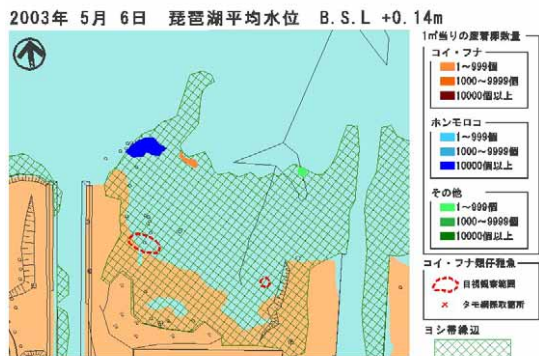 2003年 5月 6日 琵琶湖平均水位 B.S.L +0.14m
1㎡当りの産着卵数量
コイ・フナ
1〜999個
1000〜9999個
10000個以上
ホンモロコ
1〜999個
1000〜9999個
10000個以上
その他
1〜999個
1000〜9999個
10000個以上
コイ・フナ類仔稚魚
目視観察範囲
タモ網採取箇所
ヨシ帯縁辺